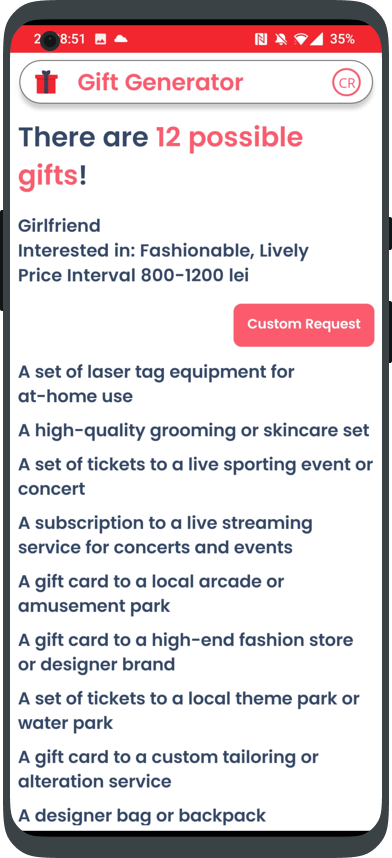 35%
Gift Generator
CR
There are 12 possible
gifts!
Girlfriend
Interested in: Fashionable, Lively
Price Interval 800-1200 lei
Custom Request
A set of laser tag equipment for
at-home use
A high-quality grooming or skincare set
A set of tickets to a live sporting event or
concert
A subscription to a live streaming
service for concerts and events
A gift card to a local arcade or
amusement park
A gift card to a high-end fashion store
or designer brand
A set of tickets to a local theme park or
water park
A gift card to a custom tailoring or
alteration service
A designer bag or backpack